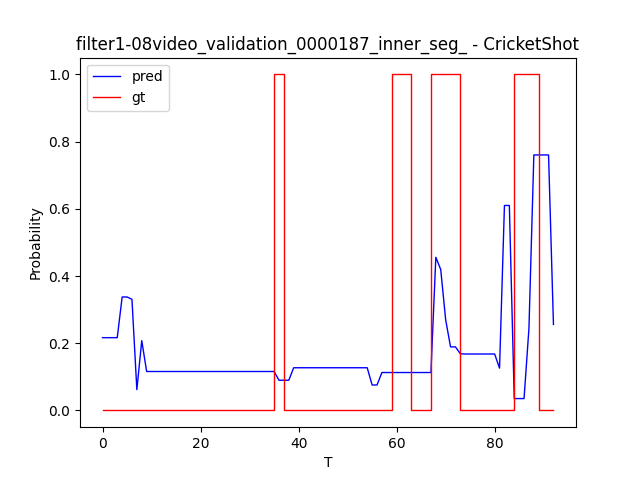 filter1-08video_validation_0000187_inner_seg_ - CricketShot
pred
gt
1.0
0.8
0.6
0.4
0.2
0.0
Probability
0
20
40
60
80
T